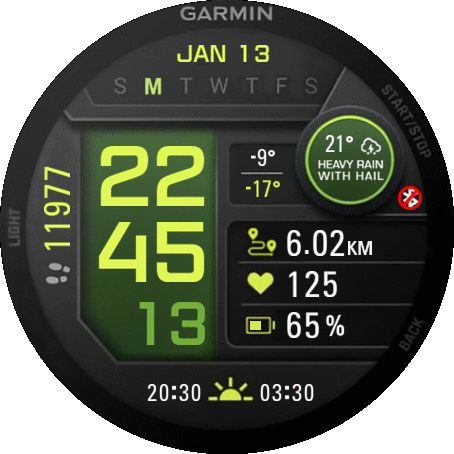 GARMIN
JAN 13
S M T W T F S
START/STOP
21°
HEAVY RAIN
WITH HAIL
-9°
-17°
22
45
13
11977
LIGHT
6.02KM
125
65%
BACK
20:30 03:30